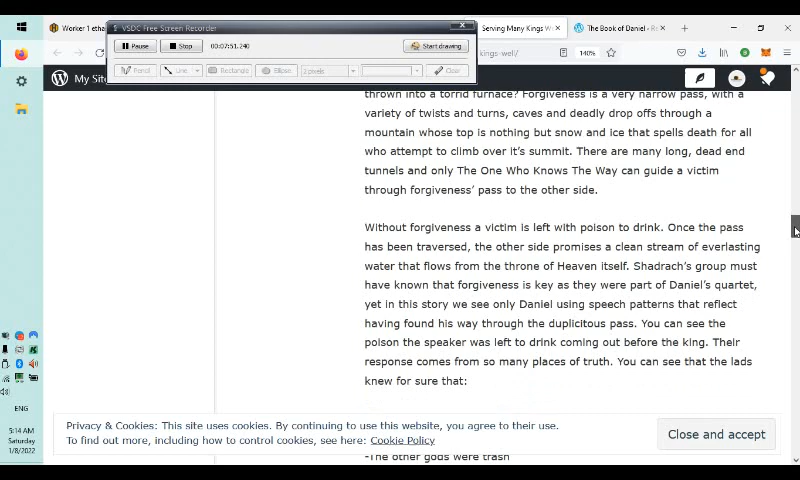 Worker 1 etha
VSDC Free Screen Recorder
Serving Many Kings We
The Book of Daniel - R
Pause
Stop
00:07:51.240
Start drawing
kings-well/
140%
Pencil
Line
Rectangle
Ellipse
2 pixels
Clear
My Sit
thrown into a torrid furnace? Forgiveness is a very narrow pass, with a
variety of twists and turns, caves and deadly drop offs through a
mountain whose top is nothing but snow and ice that spells death for all
who attempt to climb over it's summit. There are many long, dead end
tunnels and only The One Who Knows The Way can guide a victim
through forgiveness' pass to the other side.
Without forgiveness a victim is left with poison to drink. Once the pass
has been traversed, the other side promises a clean stream of everlasting
water that flows from the throne of Heaven itself. Shadrach's group must
have known that forgiveness is key as they were part of Daniel's quartet,
yet in this story we see only Daniel using speech patterns that reflect
having found his way through the duplicitous pass. You can see the
poison the speaker was left to drink coming out before the king. Their
response comes from so many places of truth. You can see that the lads
knew for sure that:
ENG
5:14 AM
Saturday
1/8/2022
Privacy & Cookies: This site uses cookies. By continuing to use this website, you agree to their use.
To find out more, including how to control cookies, see here: Cookie Policy
Close and accept
-The other gods were trash